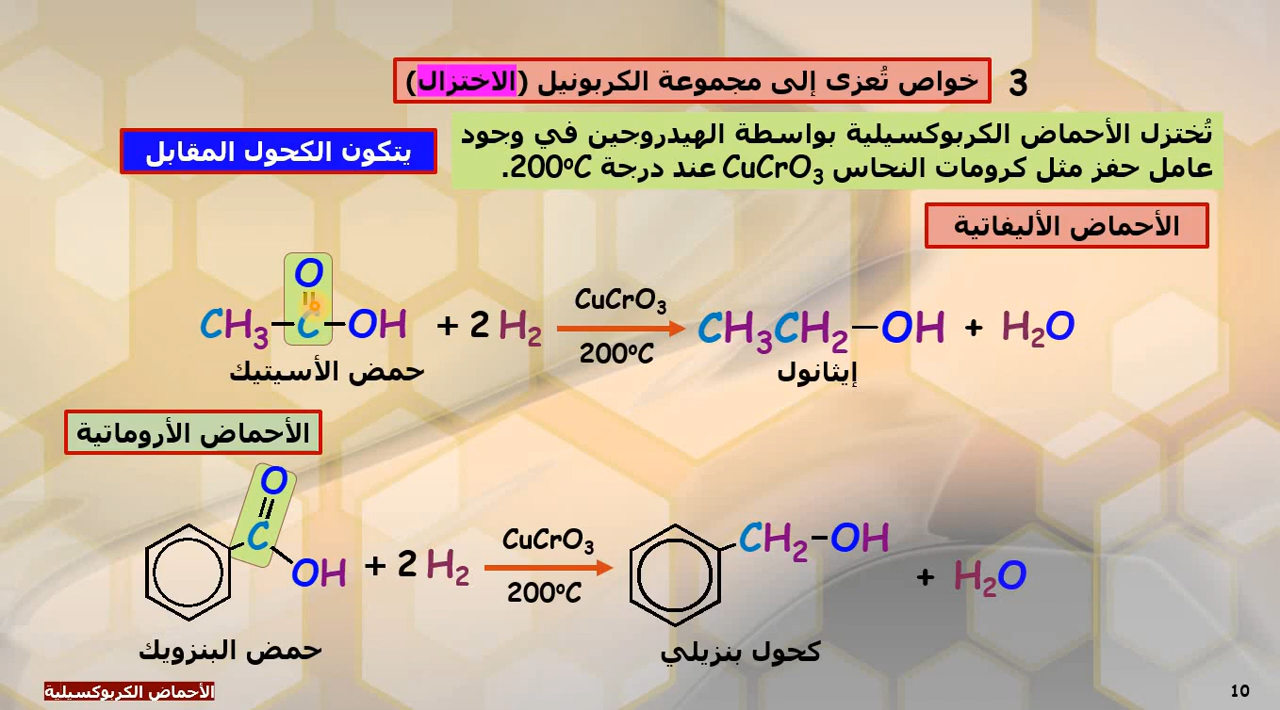 3 خواص تُعزى إلى مجموعة الكربونيل (الاختزال)
تُختزل الأحماض الكربوكسيلية بواسطة الهيدروجين في وجود
عامل حفز مثل كرومات النحاس CuCrO₃ عند درجة 200ºC.
يتكون الكحول المقابل
الأحماض الأليفاتية
O
CH₃–C–OH + 2 H₂ CuCrO₃ 200ºC CH₃CH₂–OH + H₂O
حمض الأسيتيك
إيثانول
الأحماض الأروماتية
O
C
OH + 2 H₂ CuCrO₃ 200ºC CH₂–OH + H₂O
حمض البنزويك
كحول بنزيلي
الأحماض الكربوكسيلية
10